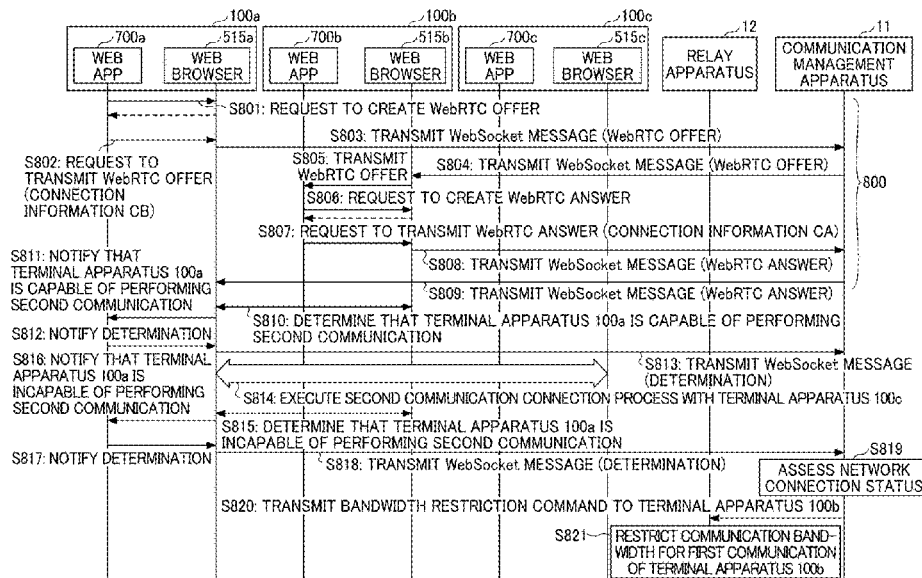 100a
100b
100c
12
11
700a
515a
700b
515b
700c
515c
WEB APP
WEB BROWSER
WEB APP
WEB BROWSER
WEB APP
WEB BROWSER
RELAY APPARATUS
COMMUNICATION MANAGEMENT APPARATUS
S801: REQUEST TO CREATE WebRTC OFFER
S803: TRANSMIT WebSocket MESSAGE (WebRTC OFFER)
S802: REQUEST TO
TRANSMIT WebRTC OFFER
(CONNECTION
INFORMATION CB)
S805: TRANSMIT
WebRTC OFFER
S804: TRANSMIT WebSocket MESSAGE (WebRTC OFFER)
800
S806: REQUEST TO CREATE WebRTC ANSWER
S807: REQUEST TO TRANSMIT WebRTC ANSWER (CONNECTION INFORMATION CA)
S808: TRANSMIT WebSocket MESSAGE (WebRTC ANSWER)
S811: NOTIFY THAT
TERMINAL APPARATUS 100a
IS CAPABLE OF PERFORMING
SECOND COMMUNICATION
S809: TRANSMIT WebSocket MESSAGE (WebRTC ANSWER)
S810: DETERMINE THAT TERMINAL APPARATUS 100a IS CAPABLE OF PERFORMING
SECOND COMMUNICATION
S812: NOTIFY DETERMINATION
S816: NOTIFY THAT TERMINAL
APPARATUS 100a IS
INCAPABLE OF PERFORMING
SECOND COMMUNICATION
S813: TRANSMIT WebSocket MESSAGE
(DETERMINATION)
S814: EXECUTE SECOND COMMUNICATION CONNECTION PROCESS WITH TERMINAL APPARATUS 100c
S815: DETERMINE THAT TERMINAL APPARATUS 100a IS
INCAPABLE OF PERFORMING SECOND COMMUNICATION
S817: NOTIFY DETERMINATION
S818: TRANSMIT WebSocket MESSAGE (DETERMINATION)
S819
ASSESS NETWORK
CONNECTION STATUS
S820: TRANSMIT BANDWIDTH RESTRICTION COMMAND TO TERMINAL APPARATUS 100b
S821
RESTRICT COMMUNICATION BAND-
WIDTH FOR FIRST COMMUNICATION
OF TERMINAL APPARATUS 100b